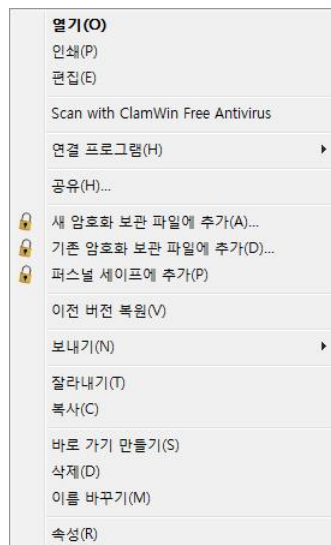 열기(O)
인쇄(P)
편집(E)
Scan with ClamWin Free Antivirus
연결 프로그램(H)
공유(H)...
새 암호화 보관 파일에 추가(A)...
기존 암호화 보관 파일에 추가(D)...
퍼스널 세이프에 추가(P)
이전 버전 복원(V)
보내기(N)
잘라내기(T)
복사(C)
바로 가기 만들기(S)
삭제(D)
이름 바꾸기(M)
속성(R)